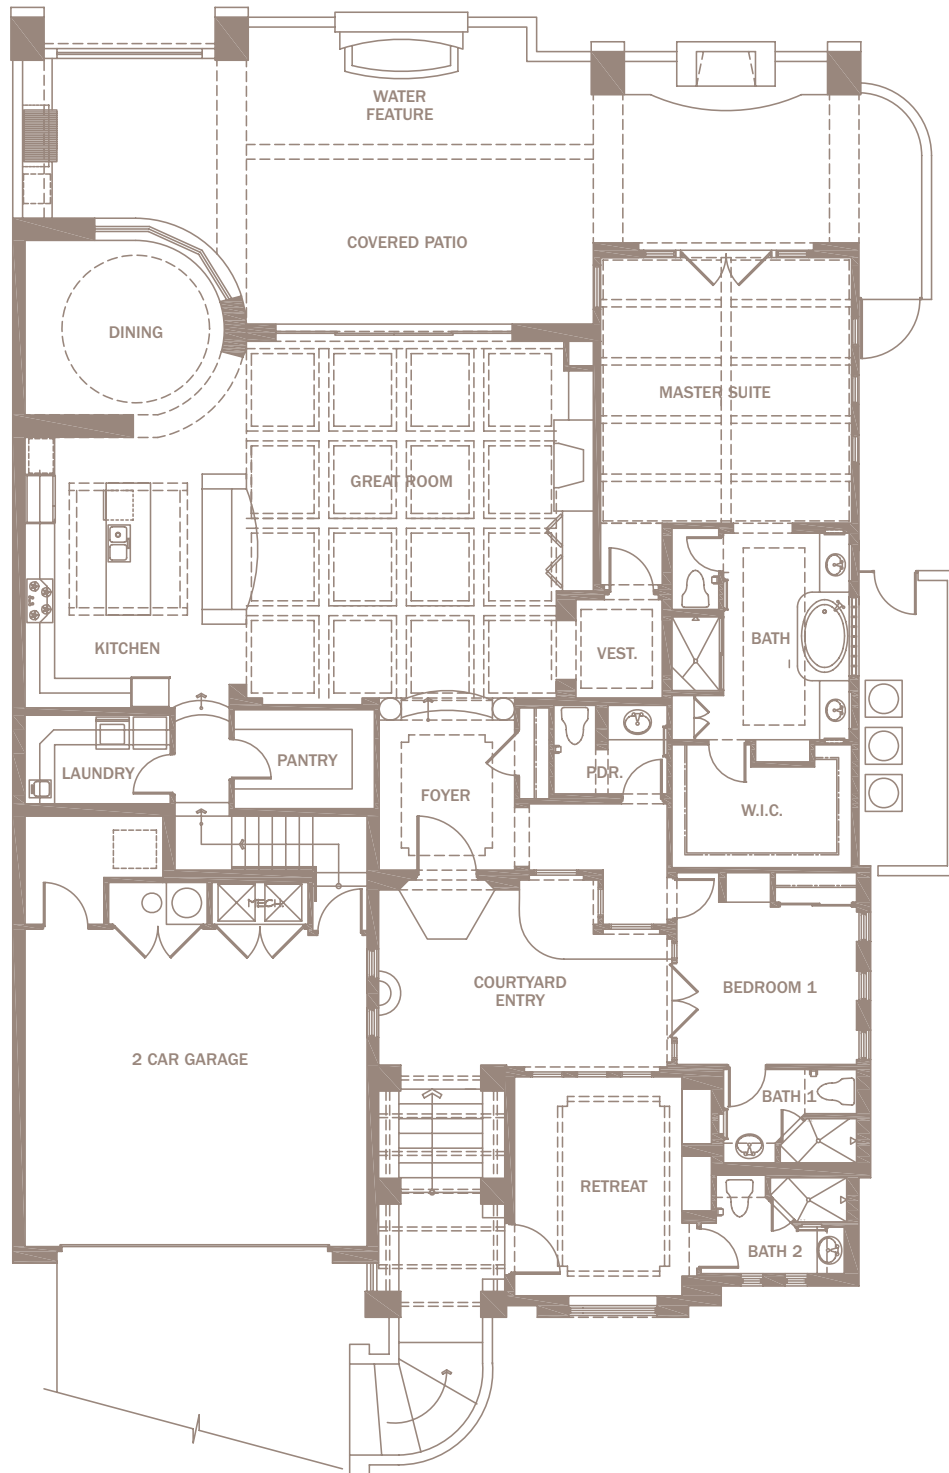 WATER
FEATURE
COVERED PATIO
DINING
MASTER SUITE
GREAT ROOM
KITCHEN
VEST.
BATH
LAUNDRY
PANTRY
PDR.
FOYER
W.I.C.
MECH.
COURTYARD
ENTRY
BEDROOM 1
2 CAR GARAGE
BATH 1
RETREAT
BATH 2